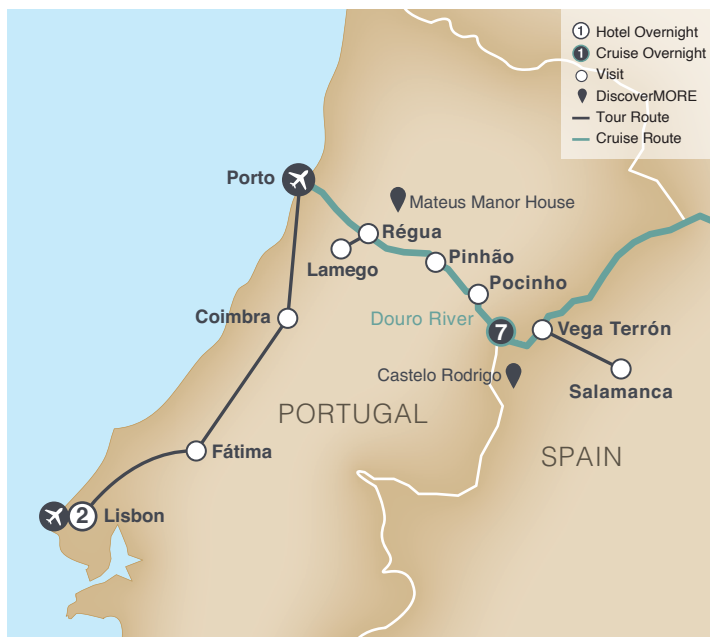 1 Hotel Overnight
1 Cruise Overnight
Visit
DiscoverMORE
Tour Route
Cruise Route
Porto
Mateus Manor House
Régua
Lamego
Pinhão
Pocinho
Coimbra
Douro River
7
Vega Terrón
Castelo Rodrigo
Salamanca
PORTUGAL
Fátima
SPAIN
2 Lisbon